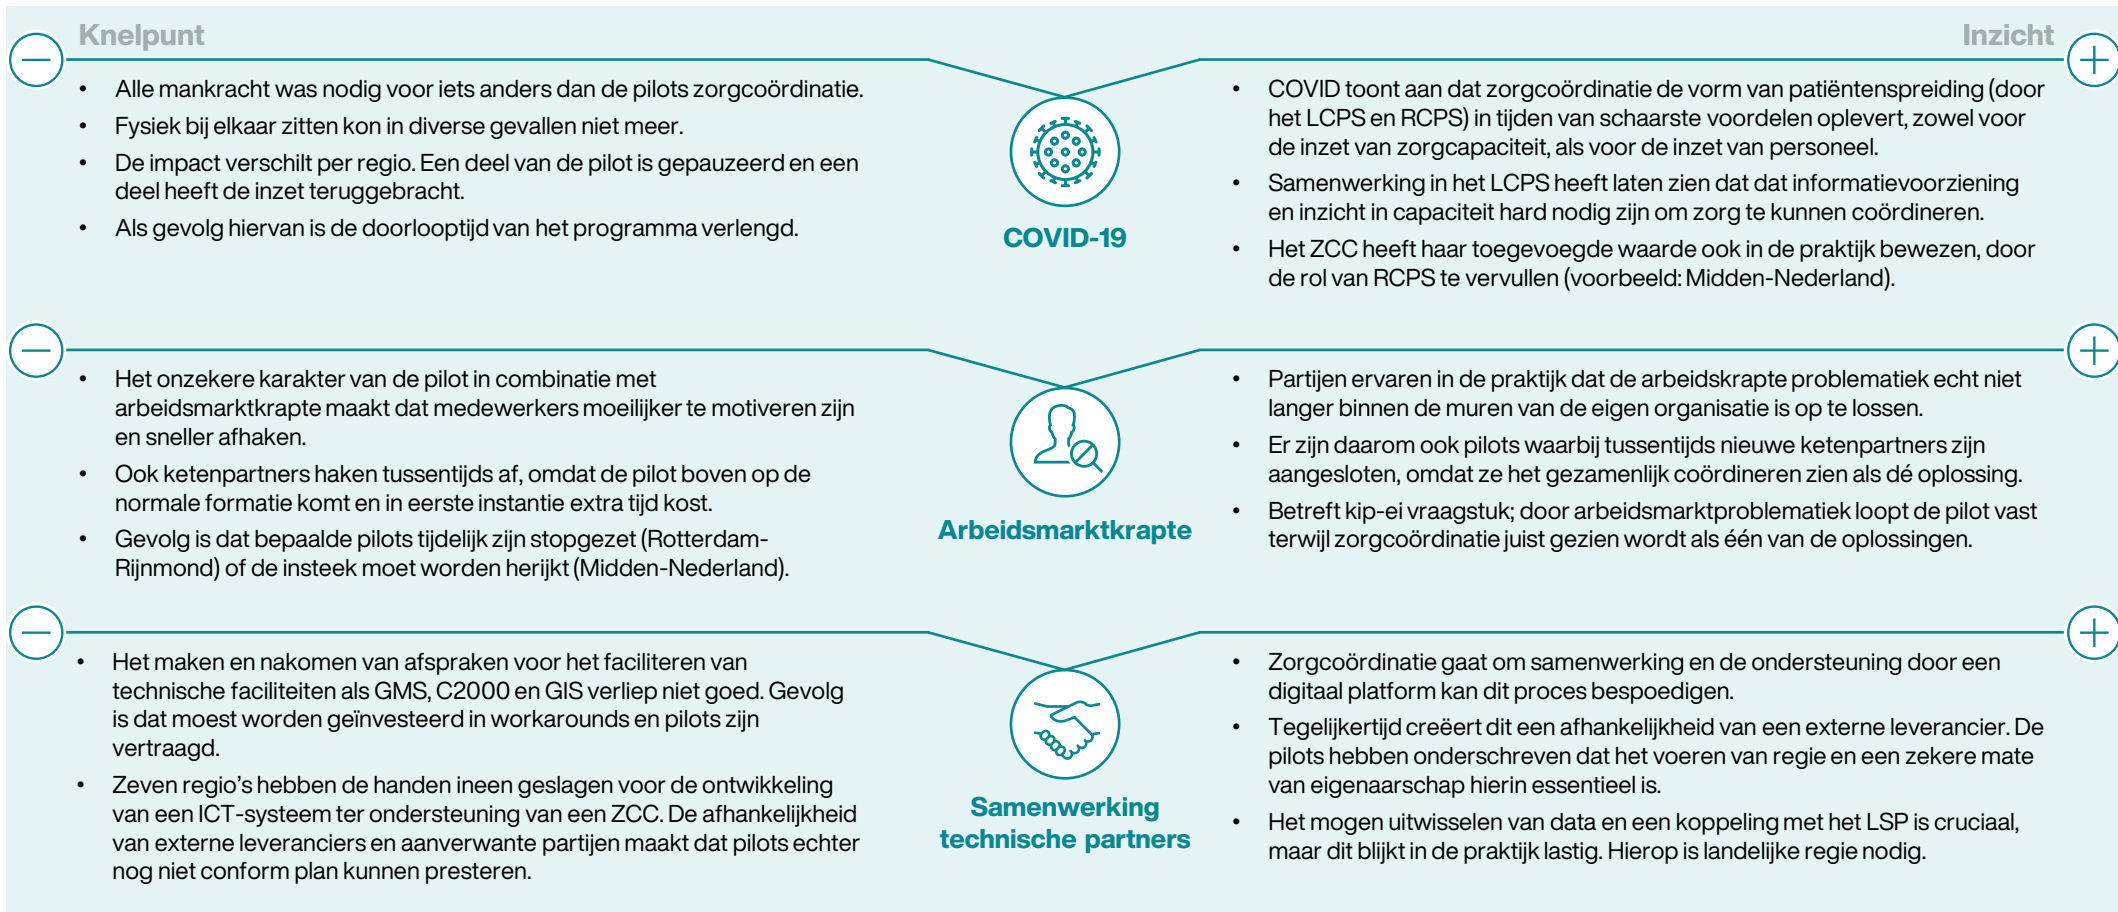 Knelpunt
Inzicht
• Alle mankracht was nodig voor iets anders dan de pilots zorgcoördinatie.
• Fysiek bij elkaar zitten kon in diverse gevallen niet meer.
• De impact verschilt per regio. Een deel van de pilot is gepauzeerd en een
deel heeft de inzet teruggebracht.
• Als gevolg hiervan is de doorlooptijd van het programma verlengd.
COVID-19
• COVID toont aan dat zorgcoördinatie de vorm van patiëntenspreiding (door
het LCPS en RCPS) in tijden van schaarste voordelen oplevert, zowel voor
de inzet van zorgcapaciteit, als voor de inzet van personeel.
• Samenwerking in het LCPS heeft laten zien dat dat informatievoorziening
en inzicht in capaciteit hard nodig zijn om zorg te kunnen coördineren.
• Het ZCC heeft haar toegevoegde waarde ook in de praktijk bewezen, door
de rol van RCPS te vervullen (voorbeeld: Midden-Nederland).
• Het onzekere karakter van de pilot in combinatie met
arbeidsmarktkrapte maakt dat medewerkers moeilijker te motiveren zijn
en sneller afhaken.
• Ook ketenpartners haken tussentijds af, omdat de pilot boven op de
normale formatie komt en in eerste instantie extra tijd kost.
• Gevolg is dat bepaalde pilots tijdelijk zijn stopgezet (Rotterdam-
Rijnmond) of de insteek moet worden herijkt (Midden-Nederland).
Arbeidsmarktkrapte
• Partijen ervaren in de praktijk dat de arbeidskrapte problematiek echt niet
langer binnen de muren van de eigen organisatie is op te lossen.
• Er zijn daarom ook pilots waarbij tussentijds nieuwe ketenpartners zijn
aangesloten, omdat ze het gezamenlijk coördineren zien als dé oplossing.
• Betreft kip-ei vraagstuk; door arbeidsmarktproblematiek loopt de pilot vast
terwijl zorgcoördinatie juist gezien wordt als één van de oplossingen.
• Het maken en nakomen van afspraken voor het faciliteren van
technische faciliteiten als GMS, C2000 en GIS verliep niet goed. Gevolg
is dat moest worden geïnvesteerd in workarounds en pilots zijn
vertraagd.
• Zeven regio's hebben de handen ineen geslagen voor de ontwikkeling
van een ICT-systeem ter ondersteuning van een ZCC. De afhankelijkheid
van externe leveranciers en aanverwante partijen maakt dat pilots echter
nog niet conform plan kunnen presteren.
Samenwerking
technische partners
• Zorgcoördinatie gaat om samenwerking en de ondersteuning door een
digitaal platform kan dit proces bespoedigen.
• Tegelijkertijd creëert dit een afhankelijkheid van een externe leverancier. De
pilots hebben onderschreven dat het voeren van regie en een zekere mate
van eigenaarschap hierin essentieel is.
• Het mogen uitwisselen van data en een koppeling met het LSP is cruciaal,
maar dit blijkt in de praktijk lastig. Hierop is landelijke regie nodig.